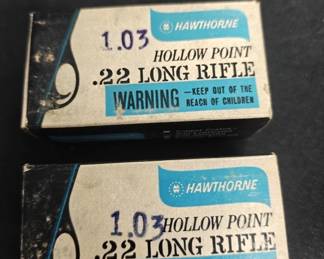 HAWTHORNE
1.03
HOLLOW POINT
.22 LONG RIFLE
WARNING —KEEP OUT OF THE
REACH OF CHILDREN
HAWTHORNE
1.03
HOLLOW POINT
.22 LONG RIFLE